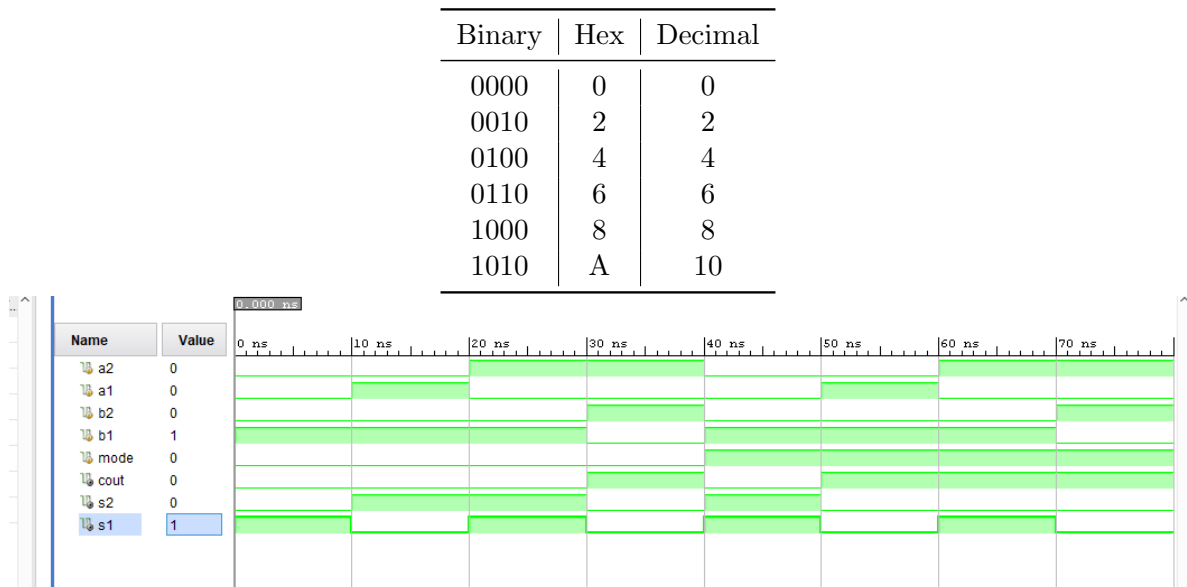 Binary Hex Decimal
0000 0 0
0010 2 2
0100 4 4
0110 6 6
1000 8 8
1010 A 10
..
0.000 ns
Name Value
0 ns 10 ns 20 ns 30 ns 40 ns 50 ns 60 ns 70 ns
a2 0
a1 0
b2 0
b1 1
mode 0
cout 0
s2 0
s1 1